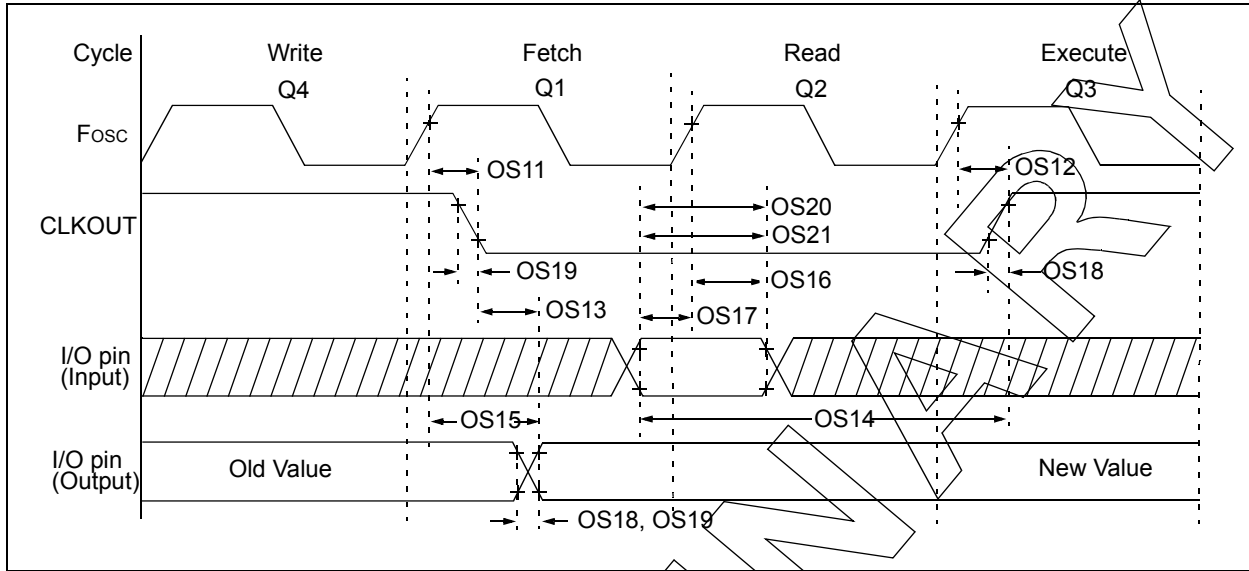 Cycle Write Fetch Read Execute
Q4 Q1 Q2 Q3
Fosc
OS11 OS12
CLKOUT
OS20
OS21
OS19 OS16 OS18
OS13 OS17
I/O pin
(Input)
OS15 OS14
I/O pin
(Output)
Old Value New Value
OS18, OS19